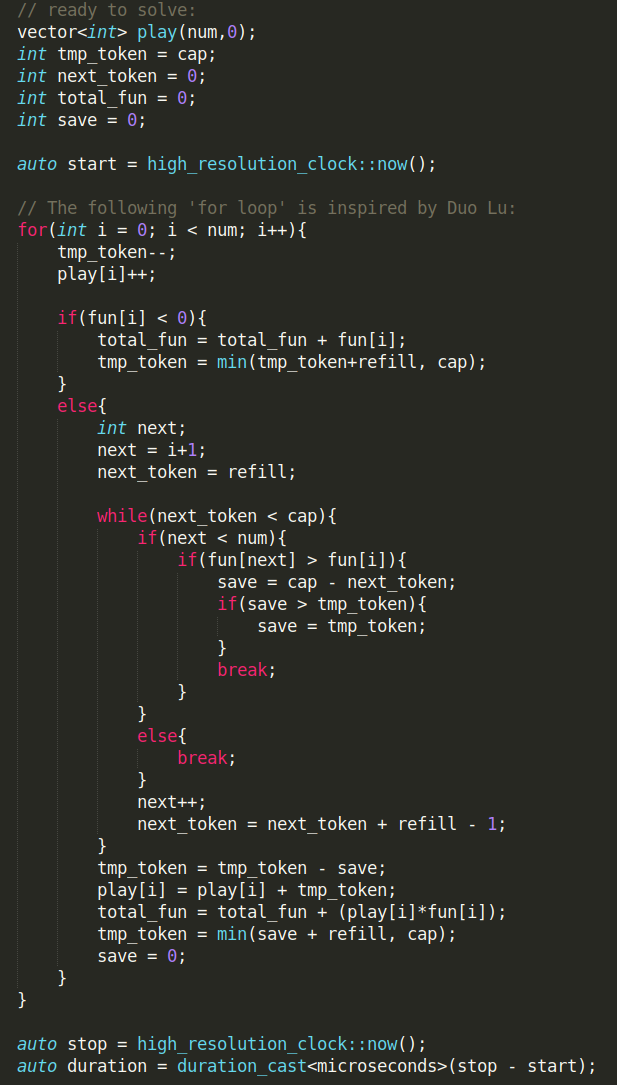 // ready to solve:
vector<int> play(num,0);
int tmp_token = cap;
int next_token = 0;
int total_fun = 0;
int save = 0;

auto start = high_resolution_clock::now();

// The following 'for loop' is inspired by Duo Lu:
for(int i = 0; i < num; i++){
    tmp_token--;
    play[i]++;

    if(fun[i] < 0){
        total_fun = total_fun + fun[i];
        tmp_token = min(tmp_token+refill, cap);
    }
    else{
        int next;
        next = i+1;
        next_token = refill;

        while(next_token < cap){
            if(next < num){
                if(fun[next] > fun[i]){
                    save = cap - next_token;
                    if(save > tmp_token){
                        save = tmp_token;
                    }
                    break;
                }
            }
            else{
                break;
            }
            next++;
            next_token = next_token + refill - 1;
        }
        tmp_token = tmp_token - save;
        play[i] = play[i] + tmp_token;
        total_fun = total_fun + (play[i]*fun[i]);
        tmp_token = min(save + refill, cap);
        save = 0;
    }
}

auto stop = high_resolution_clock::now();
auto duration = duration_cast<microseconds>(stop - start);